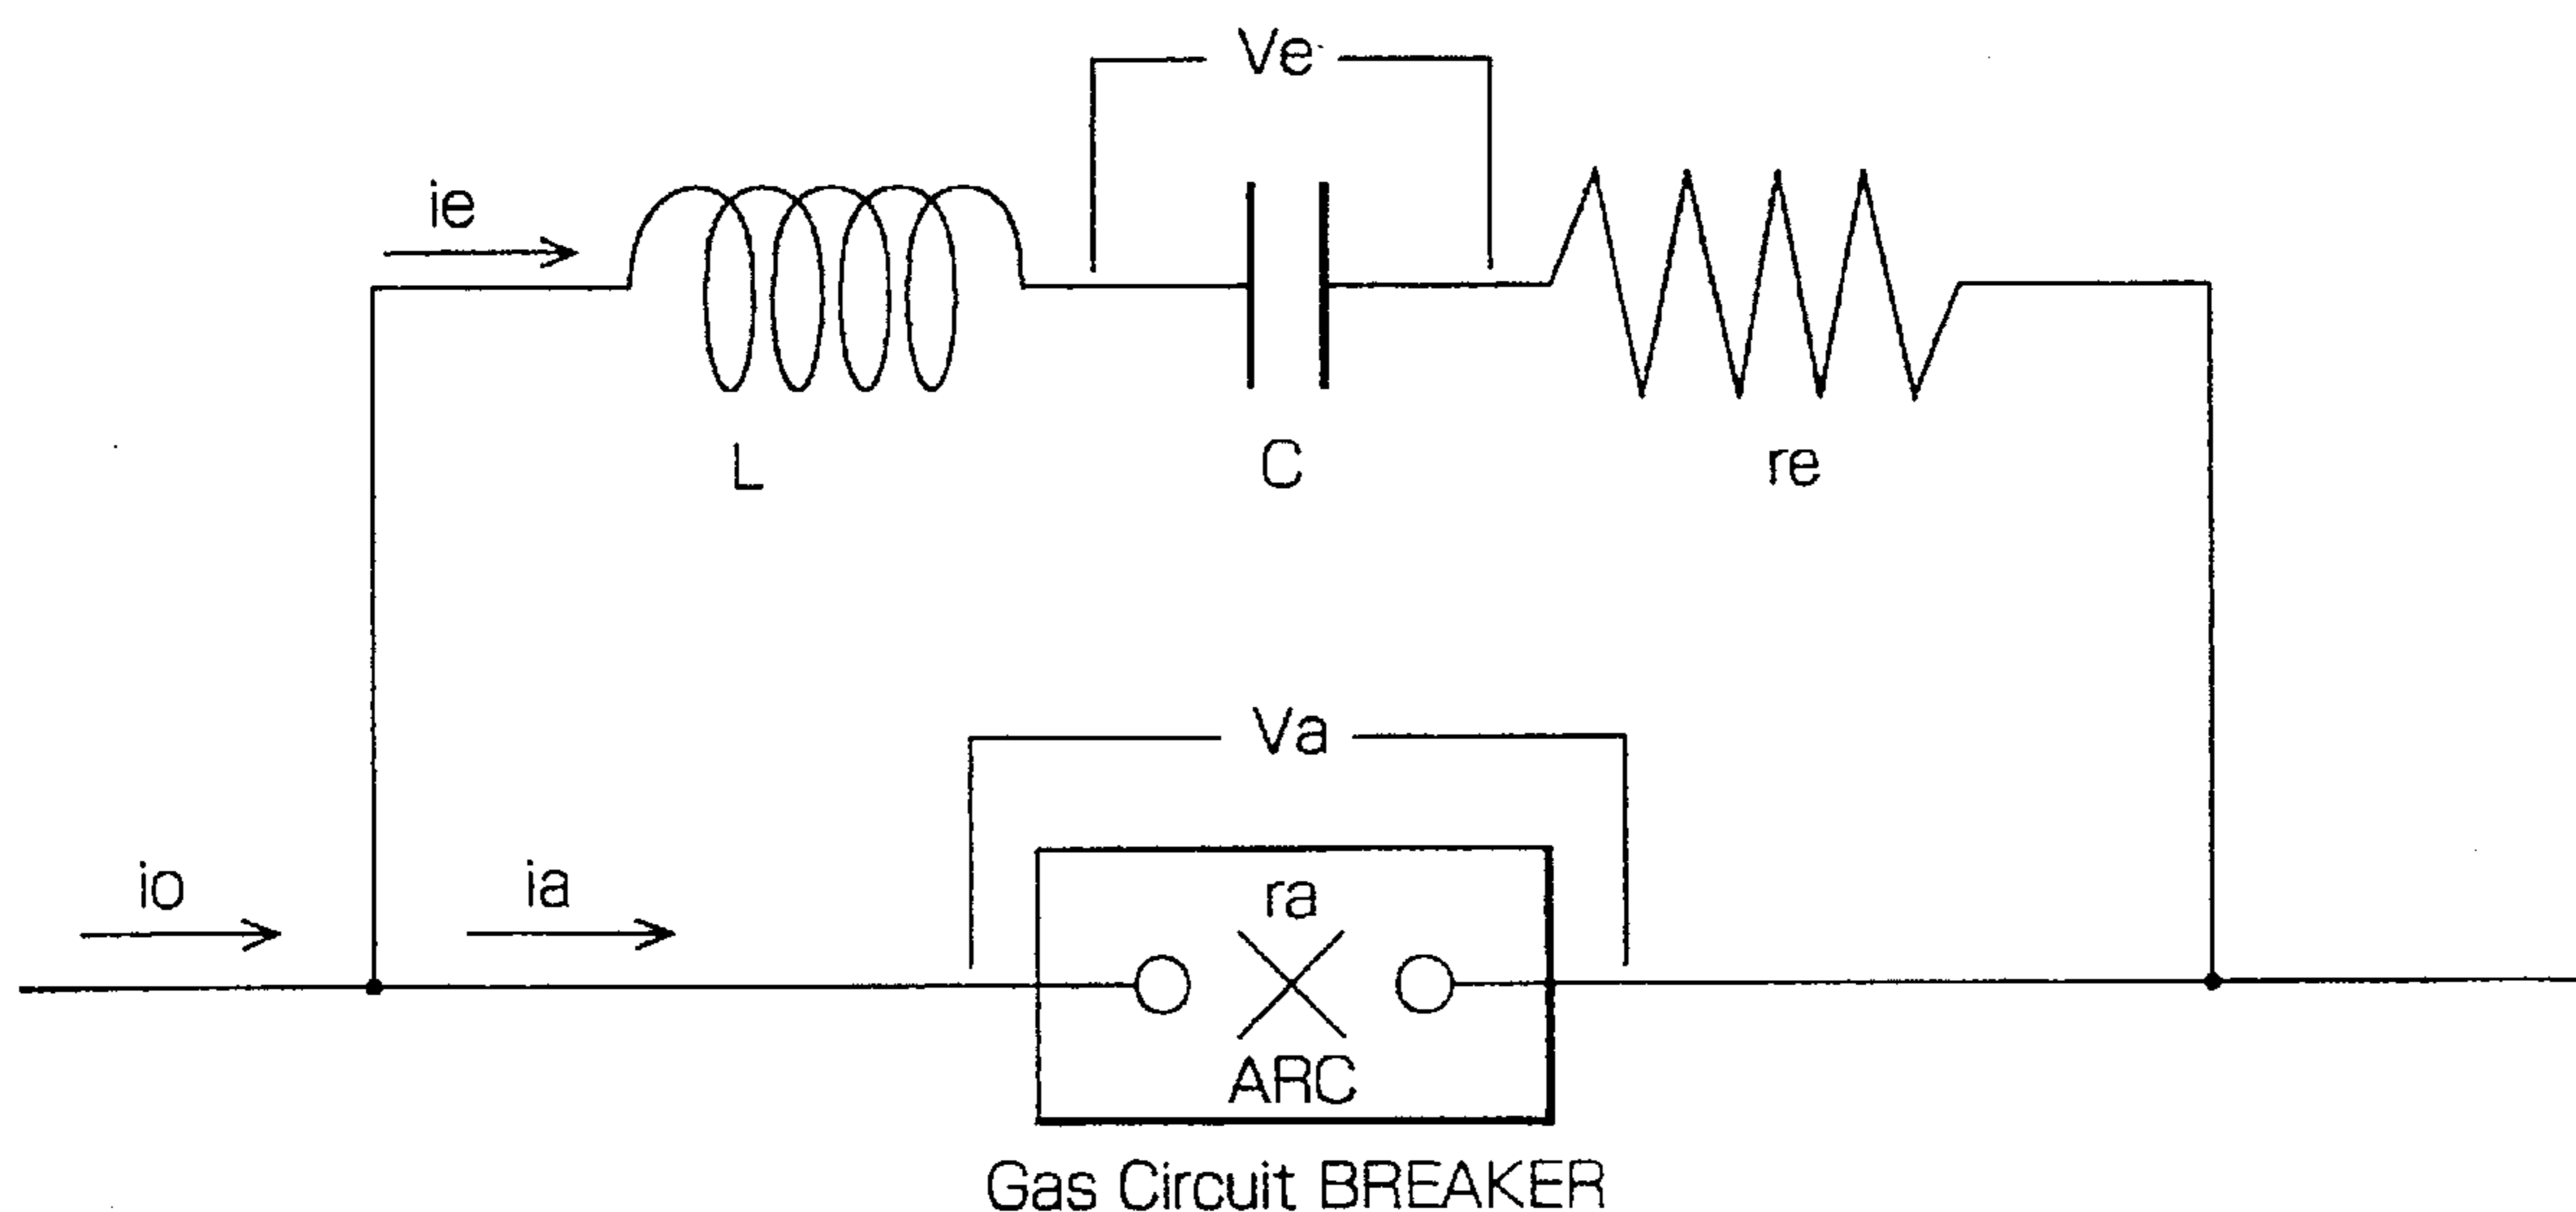 Ve
ie
L
C
re
Va
io
ia
ra
ARC
Gas Circuit BREAKER